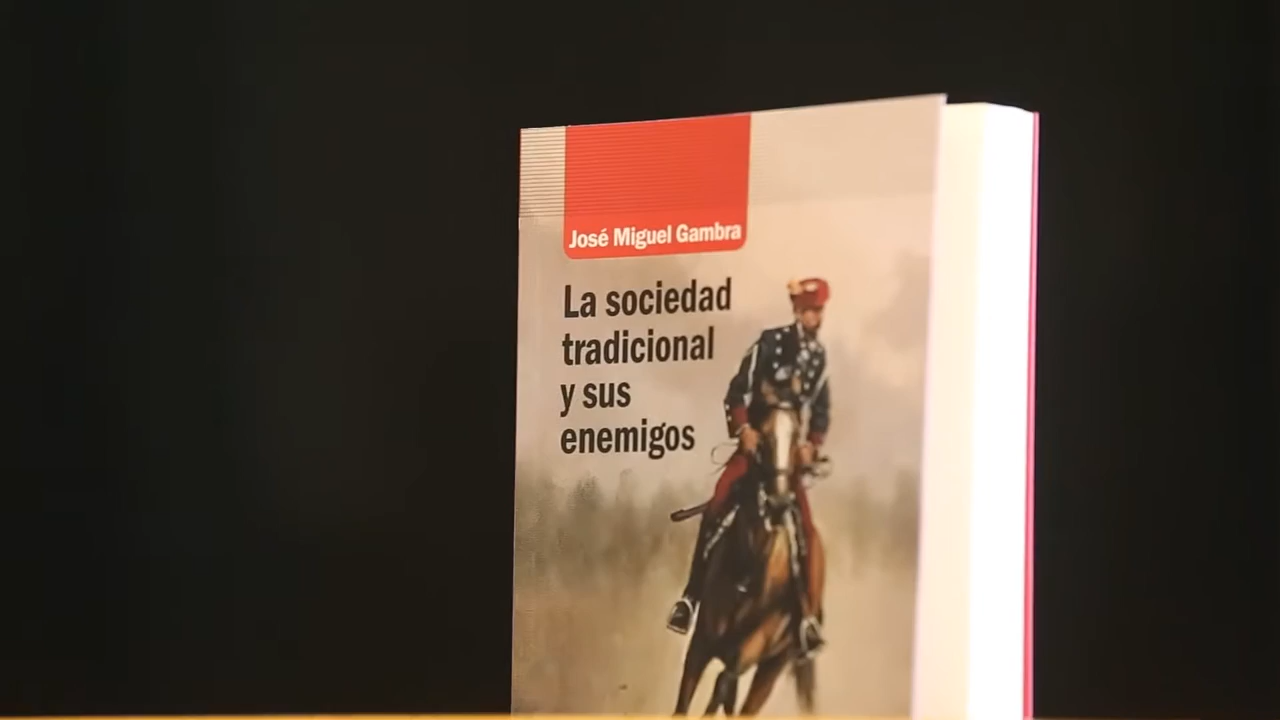 José Miguel Gambra
La sociedad
tradicional
y sus
enemigos